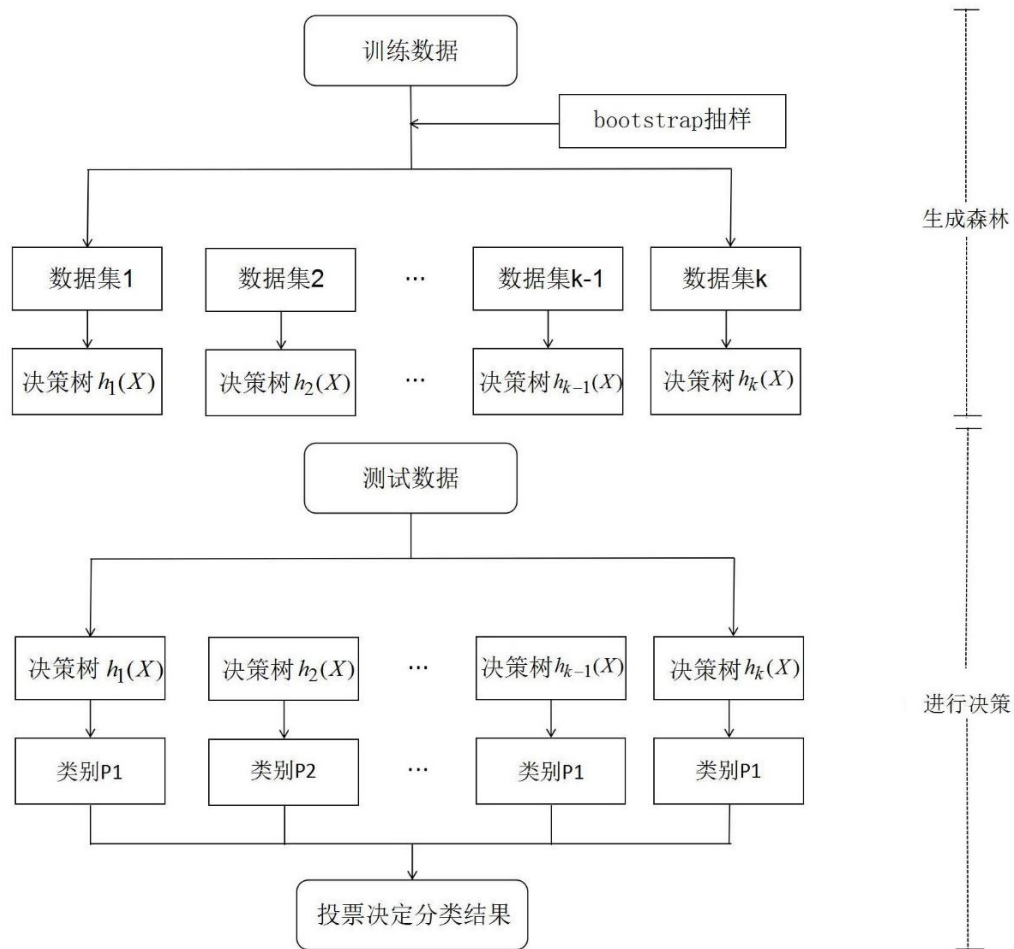 训练数据
bootstrap抽样
数据集1 数据集2 ... 数据集k-1 数据集k
决策树 h₁(X) 决策树 h₂(X) ... 决策树 hₖ₋₁(X) 决策树 hₖ(X)
生成森林
测试数据
决策树 h₁(X) 决策树 h₂(X) ... 决策树 hₖ₋₁(X) 决策树 hₖ(X)
类别P1 类别P2 ... 类别P1 类别P1
投票决定分类结果
进行决策